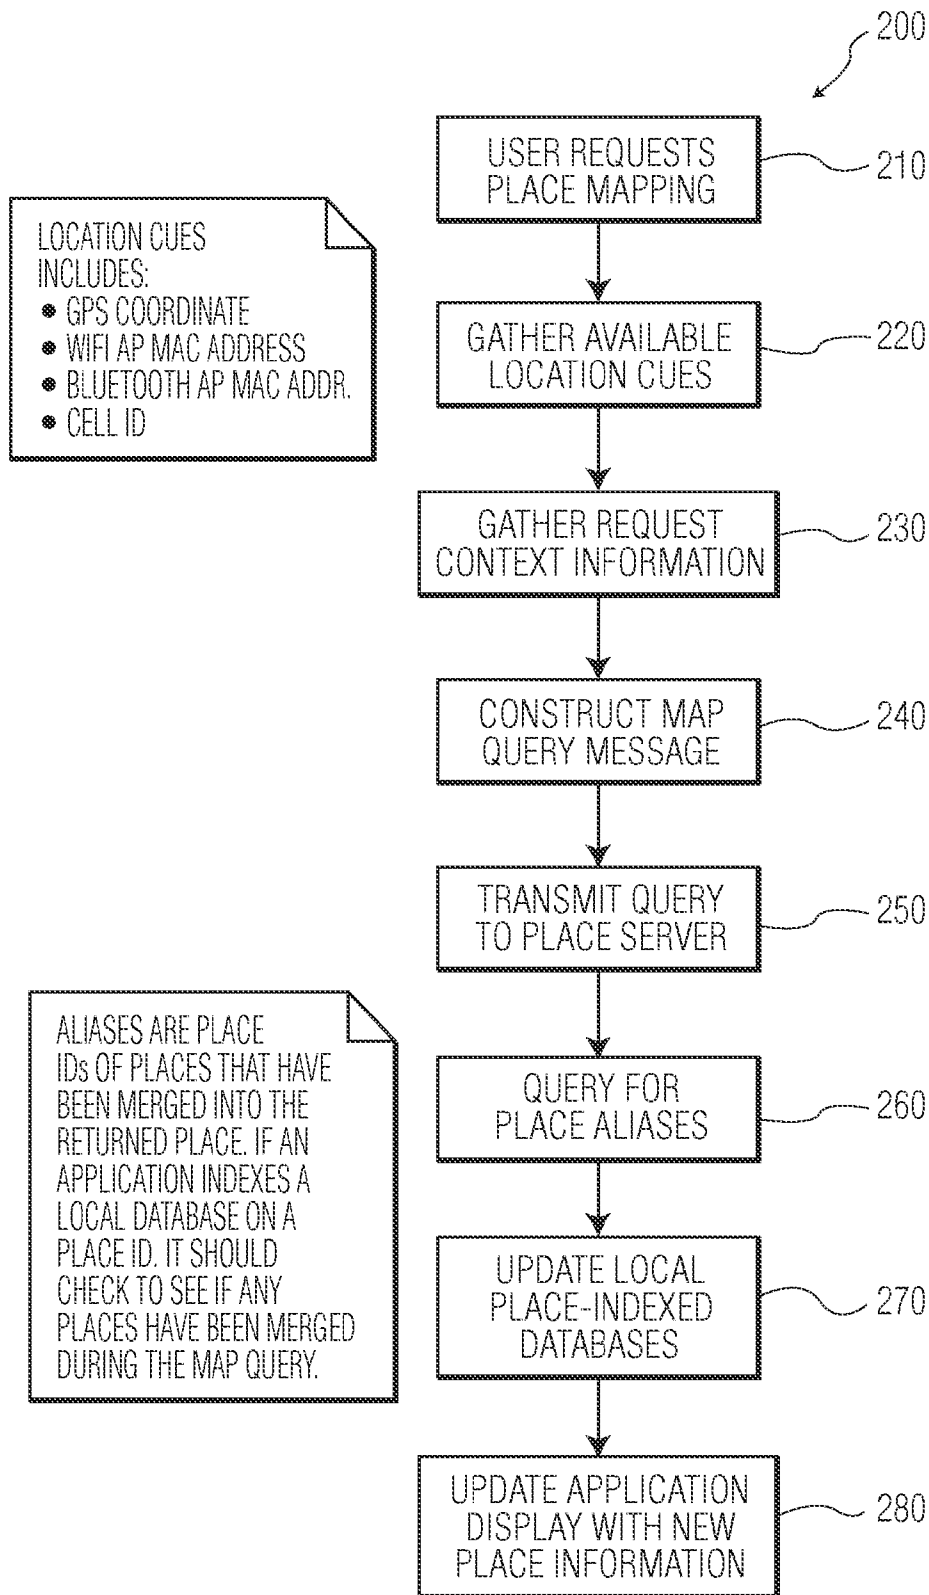 200
USER REQUESTS
PLACE MAPPING
210
LOCATION CUES
INCLUDES:
● GPS COORDINATE
● WIFI AP MAC ADDRESS
● BLUETOOTH AP MAC ADDR.
● CELL ID
GATHER AVAILABLE
LOCATION CUES
220
GATHER REQUEST
CONTEXT INFORMATION
230
CONSTRUCT MAP
QUERY MESSAGE
240
TRANSMIT QUERY
TO PLACE SERVER
250
ALIASES ARE PLACE
IDs OF PLACES THAT HAVE
BEEN MERGED INTO THE
RETURNED PLACE. IF AN
APPLICATION INDEXES A
LOCAL DATABASE ON A
PLACE ID. IT SHOULD
CHECK TO SEE IF ANY
PLACES HAVE BEEN MERGED
DURING THE MAP QUERY.
QUERY FOR
PLACE ALIASES
260
UPDATE LOCAL
PLACE-INDEXED
DATABASES
270
UPDATE APPLICATION
DISPLAY WITH NEW
PLACE INFORMATION
280